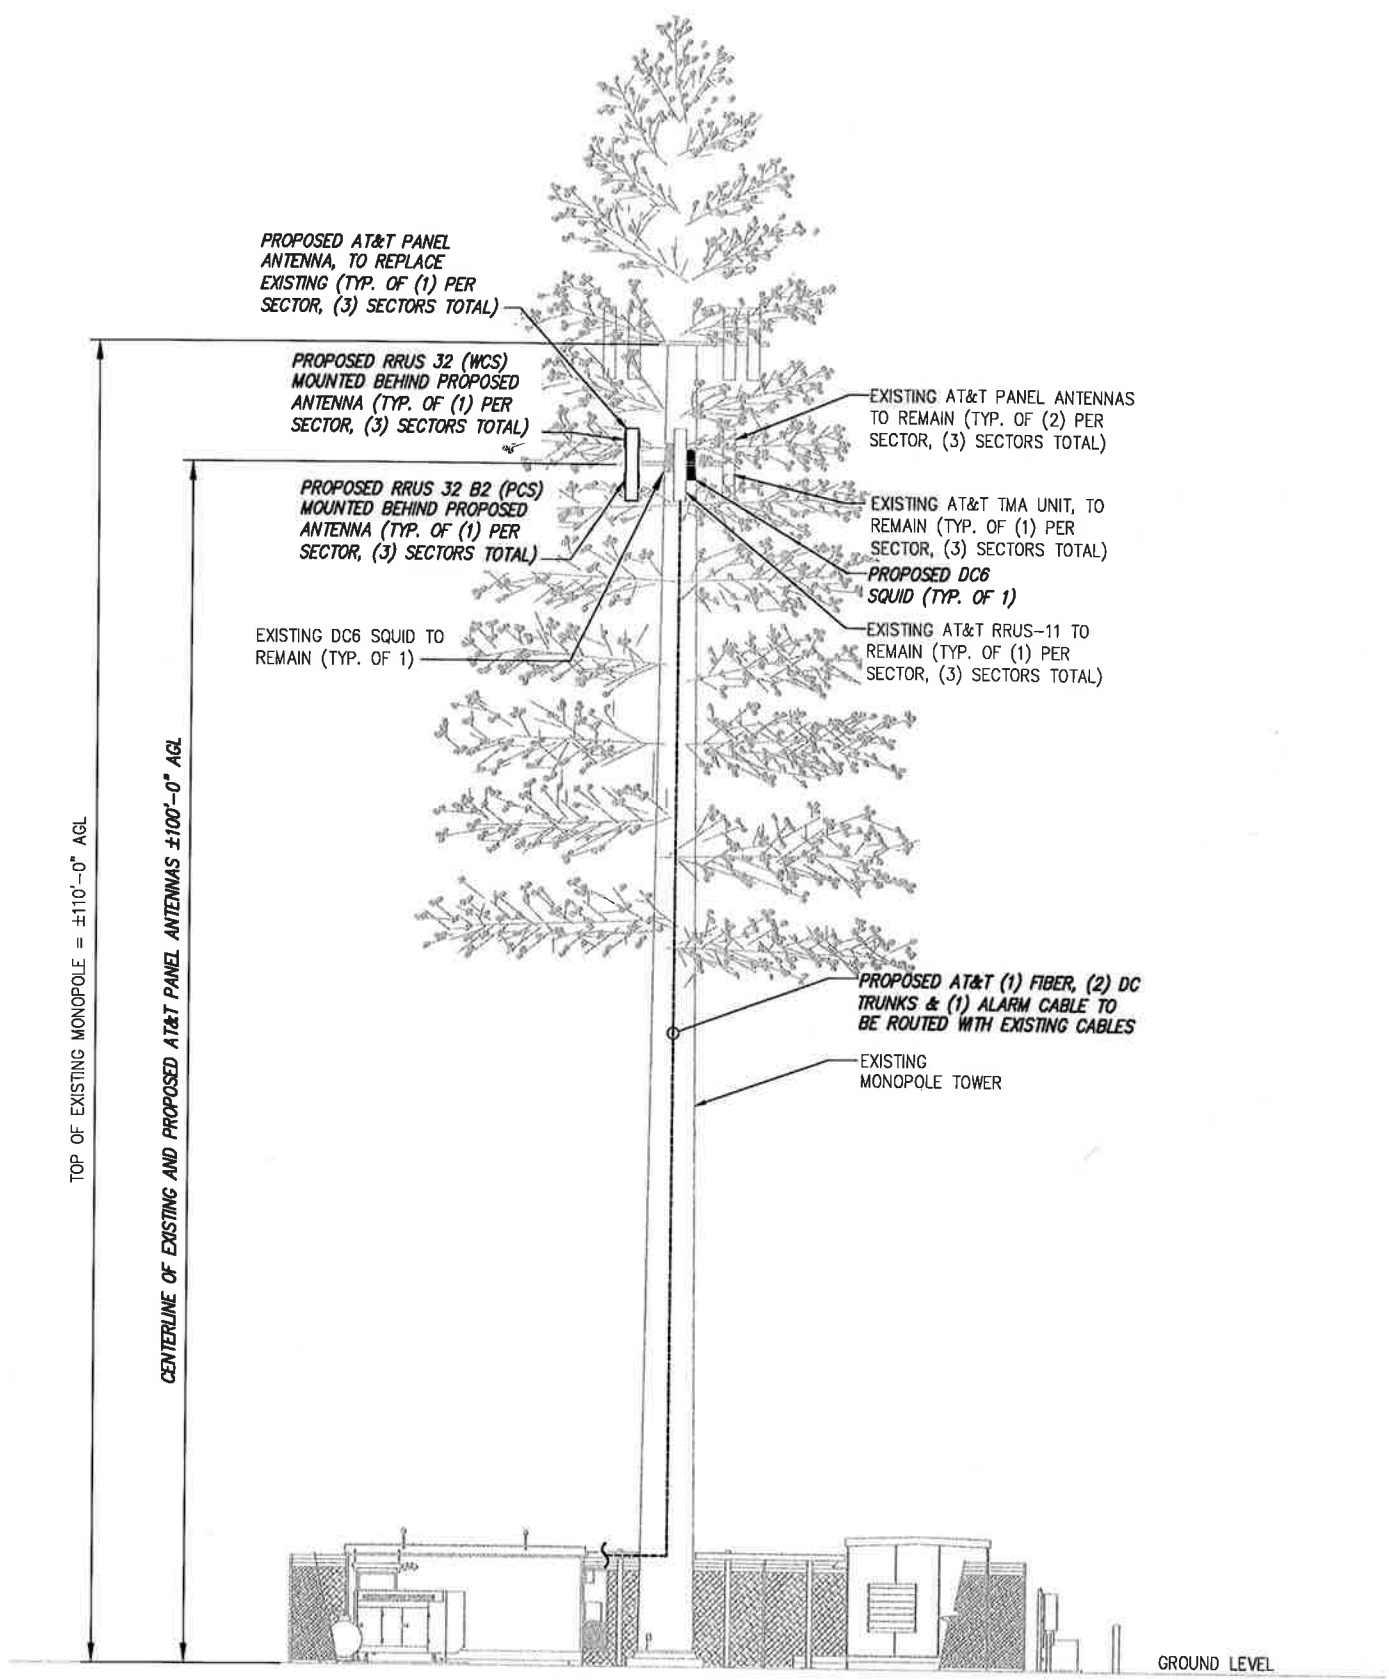 PROPOSED AT&T PANEL
ANTENNA, TO REPLACE
EXISTING (TYP. OF (1) PER
SECTOR, (3) SECTORS TOTAL)
PROPOSED RRUS 32 (WCS)
MOUNTED BEHIND PROPOSED
ANTENNA (TYP. OF (1) PER
SECTOR, (3) SECTORS TOTAL)
PROPOSED RRUS 32 B2 (PCS)
MOUNTED BEHIND PROPOSED
ANTENNA (TYP. OF (1) PER
SECTOR, (3) SECTORS TOTAL)
EXISTING DC6 SQUID TO
REMAIN (TYP. OF 1)
EXISTING AT&T PANEL ANTENNAS
TO REMAIN (TYP. OF (2) PER
SECTOR, (3) SECTORS TOTAL)
EXISTING AT&T TMA UNIT, TO
REMAIN (TYP. OF (1) PER
SECTOR, (3) SECTORS TOTAL)
PROPOSED DC6
SQUID (TYP. OF 1)
EXISTING AT&T RRUS-11 TO
REMAIN (TYP. OF (1) PER
SECTOR, (3) SECTORS TOTAL)
TOP OF EXISTING MONOPOLE = ±110'-0" AGL
CENTERLINE OF EXISTING AND PROPOSED AT&T PANEL ANTENNAS ±100'-0" AGL
PROPOSED AT&T (1) FIBER, (2) DC
TRUNKS & (1) ALARM CABLE TO
BE ROUTED WITH EXISTING CABLES
EXISTING
MONOPOLE TOWER
GROUND LEVEL